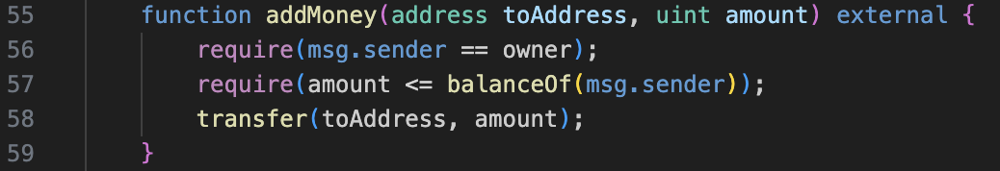 55 function addMoney(address toAddress, uint amount) external {
56 require(msg.sender == owner);
57 require(amount <= balanceOf(msg.sender));
58 transfer(toAddress, amount);
59 }